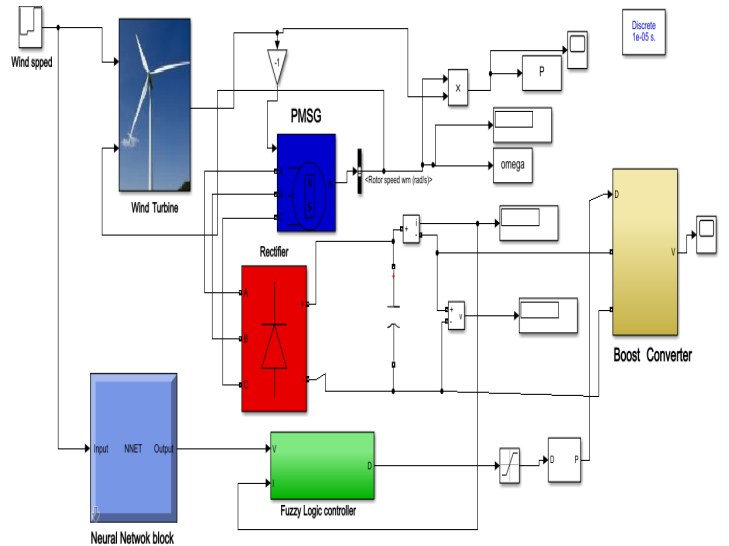 Wind spped
-1
Discrete
1e-05 s.
X
P
PMSG
A
m
C
N
S
<Rotor speed wm (rad/s)>
omega
D
Wind Turbine
Rectifier
+
i
-
A
+
B
C
+
v
-
V
Boost Converter
Input
NNET
Output
V
I
D
D
P
Fuzzy Logic controller
Neural Netwok block